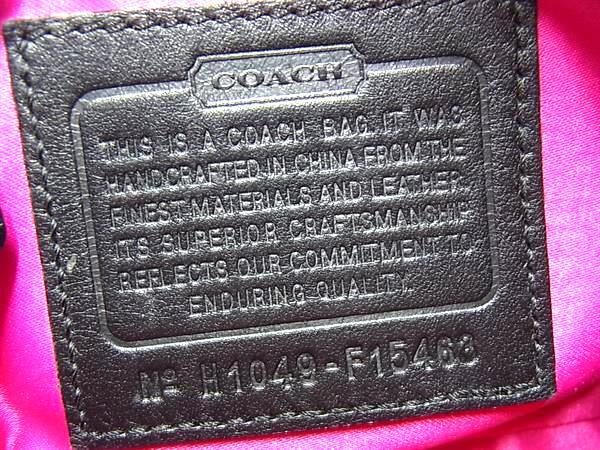 COACH
THIS IS A COACH BAG. IT WAS
HANDCRAFTED IN CHINA FROM THE
FINEST MATERIALS AND LEATHER.
ITS SUPERIOR CRAFTSMANSHIP
REFLECTS OUR COMMITMENT TO
ENDURING QUALITY.
Nº H1049-F15463